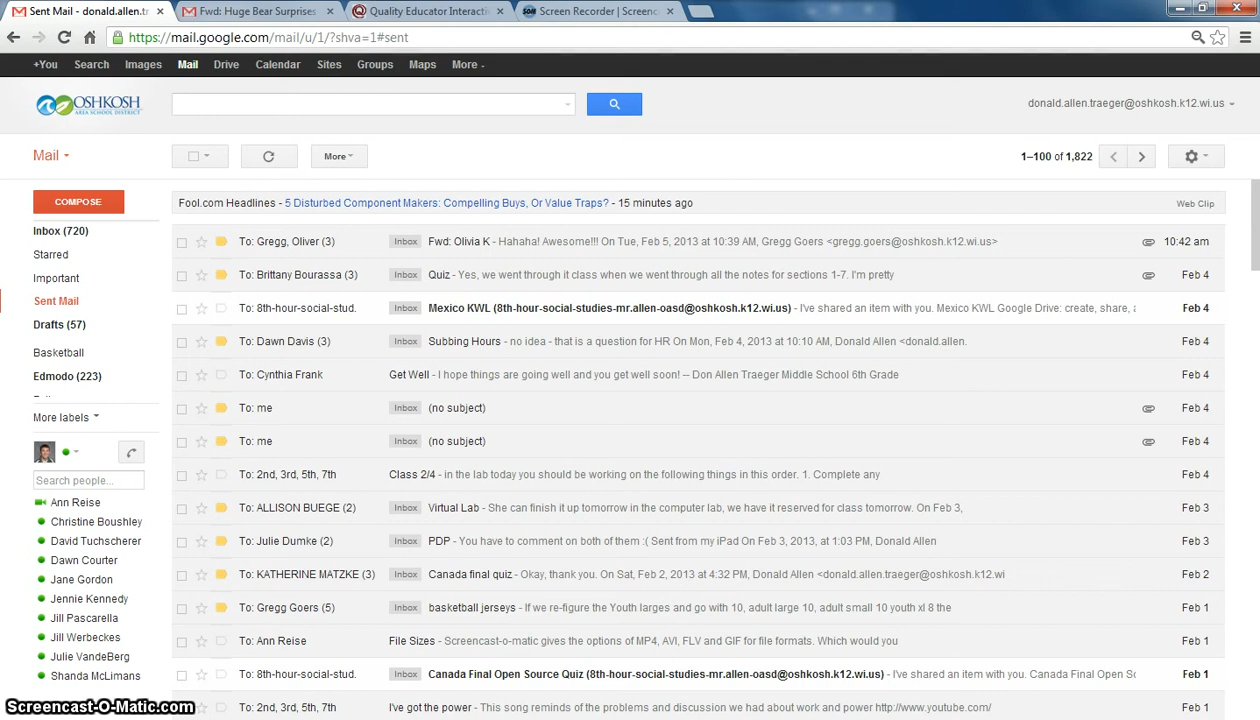 Sent Mail - donald.allen.tr
Fwd: Huge Bear Surprises
Quality Educator Interacti
Screen Recorder | Screenc
https://mail.google.com/mail/u/1/?shva=1#sent
+You Search Images Mail Drive Calendar Sites Groups Maps More
OSHKOSH
AREA SCHOOL DISTRICT
donald.allen.traeger@oshkosh.k12.wi.us
Mail
More
1–100 of 1,822
COMPOSE
Fool.com Headlines - 5 Disturbed Component Makers: Compelling Buys, Or Value Traps? - 15 minutes ago
Web Clip
Inbox (720)
Starred
Important
Sent Mail
Drafts (57)
Basketball
Edmodo (223)
More labels
Search people...
Ann Reise
Christine Boushley
David Tuchscherer
Dawn Courter
Jane Gordon
Jennie Kennedy
Jill Pascarella
Jill Werbeckes
Julie VandeBerg
Shanda McLimans
To: Gregg, Oliver (3) Inbox Fwd: Olivia K - Hahaha! Awesome!!! On Tue, Feb 5, 2013 at 10:39 AM, Gregg Goers <gregg.goers@oshkosh.k12.wi.us> 10:42 am
To: Brittany Bourassa (3) Inbox Quiz - Yes, we went through it class when we went through all the notes for sections 1-7. I'm pretty Feb 4
To: 8th-hour-social-stud. Inbox Mexico KWL (8th-hour-social-studies-mr.allen-oasd@oshkosh.k12.wi.us) - I've shared an item with you. Mexico KWL Google Drive: create, share, a Feb 4
To: Dawn Davis (3) Inbox Subbing Hours - no idea - that is a question for HR On Mon, Feb 4, 2013 at 10:10 AM, Donald Allen <donald.allen. Feb 4
To: Cynthia Frank Get Well - I hope things are going well and you get well soon! -- Don Allen Traeger Middle School 6th Grade Feb 4
To: me Inbox (no subject) Feb 4
To: me Inbox (no subject) Feb 4
To: 2nd, 3rd, 5th, 7th Class 2/4 - in the lab today you should be working on the following things in this order. 1. Complete any Feb 4
To: ALLISON BUEGE (2) Inbox Virtual Lab - She can finish it up tomorrow in the computer lab, we have it reserved for class tomorrow. On Feb 3, Feb 3
To: Julie Dumke (2) Inbox PDP - You have to comment on both of them :( Sent from my iPad On Feb 3, 2013, at 1:03 PM, Donald Allen Feb 3
To: KATHERINE MATZKE (3) Inbox Canada final quiz - Okay, thank you. On Sat, Feb 2, 2013 at 4:32 PM, Donald Allen <donald.allen.traeger@oshkosh.k12.wi Feb 2
To: Gregg Goers (5) Inbox basketball jerseys - If we re-figure the Youth larges and go with 10, adult large 10, adult small 10 youth xl 8 the Feb 1
To: Ann Reise File Sizes - Screencast-o-matic gives the options of MP4, AVI, FLV and GIF for file formats. Which would you Feb 1
To: 8th-hour-social-stud. Inbox Canada Final Open Source Quiz (8th-hour-social-studies-mr.allen-oasd@oshkosh.k12.wi.us) - I've shared an item with you. Canada Final Open Sc Feb 1
To: 2nd, 3rd, 5th, 7th I've got the power - This song reminds of the problems and discussion we had about work and power http://www.youtube.com/ Feb 1
Screencast-O-Matic.com